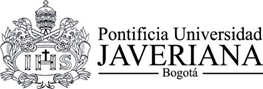 IHS
Pontificia Universidad
JAVERIANA
Bogotá